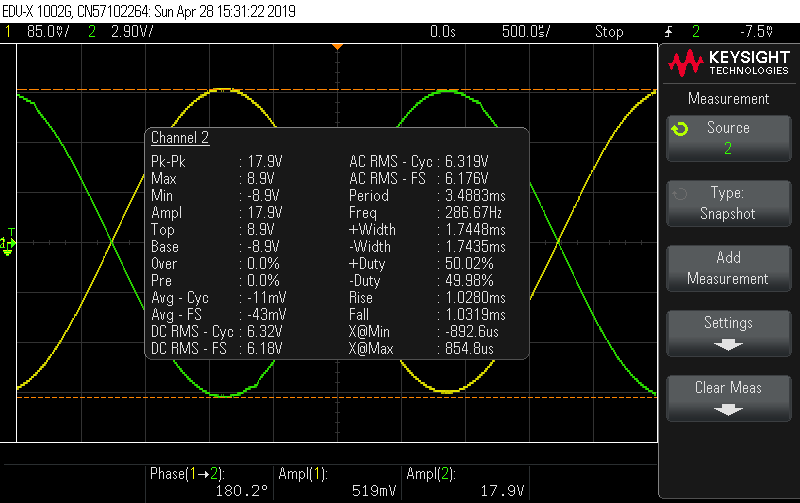 EDU-X 1002G, CN57102264: Sun Apr 28 15:31:22 2019
1 85.0V/ 2 2.90V/ 0.0s 500.0s/ Stop 2 -7.5V
KEYSIGHT
TECHNOLOGIES
Measurement
Source
2
Type:
Snapshot
Add
Measurement
Settings
Clear Meas
Channel 2
Pk-Pk : 17.9V AC RMS - Cyc : 6.319V
Max : 8.9V AC RMS - FS : 6.176V
Min : -8.9V Period : 3.4883ms
Ampl : 17.9V Freq : 286.67Hz
Top : 8.9V +Width : 1.7448ms
Base : -8.9V -Width : 1.7435ms
Over : 0.0% +Duty : 50.02%
Pre : 0.0% -Duty : 49.98%
Avg - Cyc : -11mV Rise : 1.0280ms
Avg - FS : -43mV Fall : 1.0319ms
DC RMS - Cyc : 6.32V X@Min : -892.6us
DC RMS - FS : 6.18V X@Max : 854.8us
Phase(1→2): Ampl(1): Ampl(2):
180.2° 519mV 17.9V